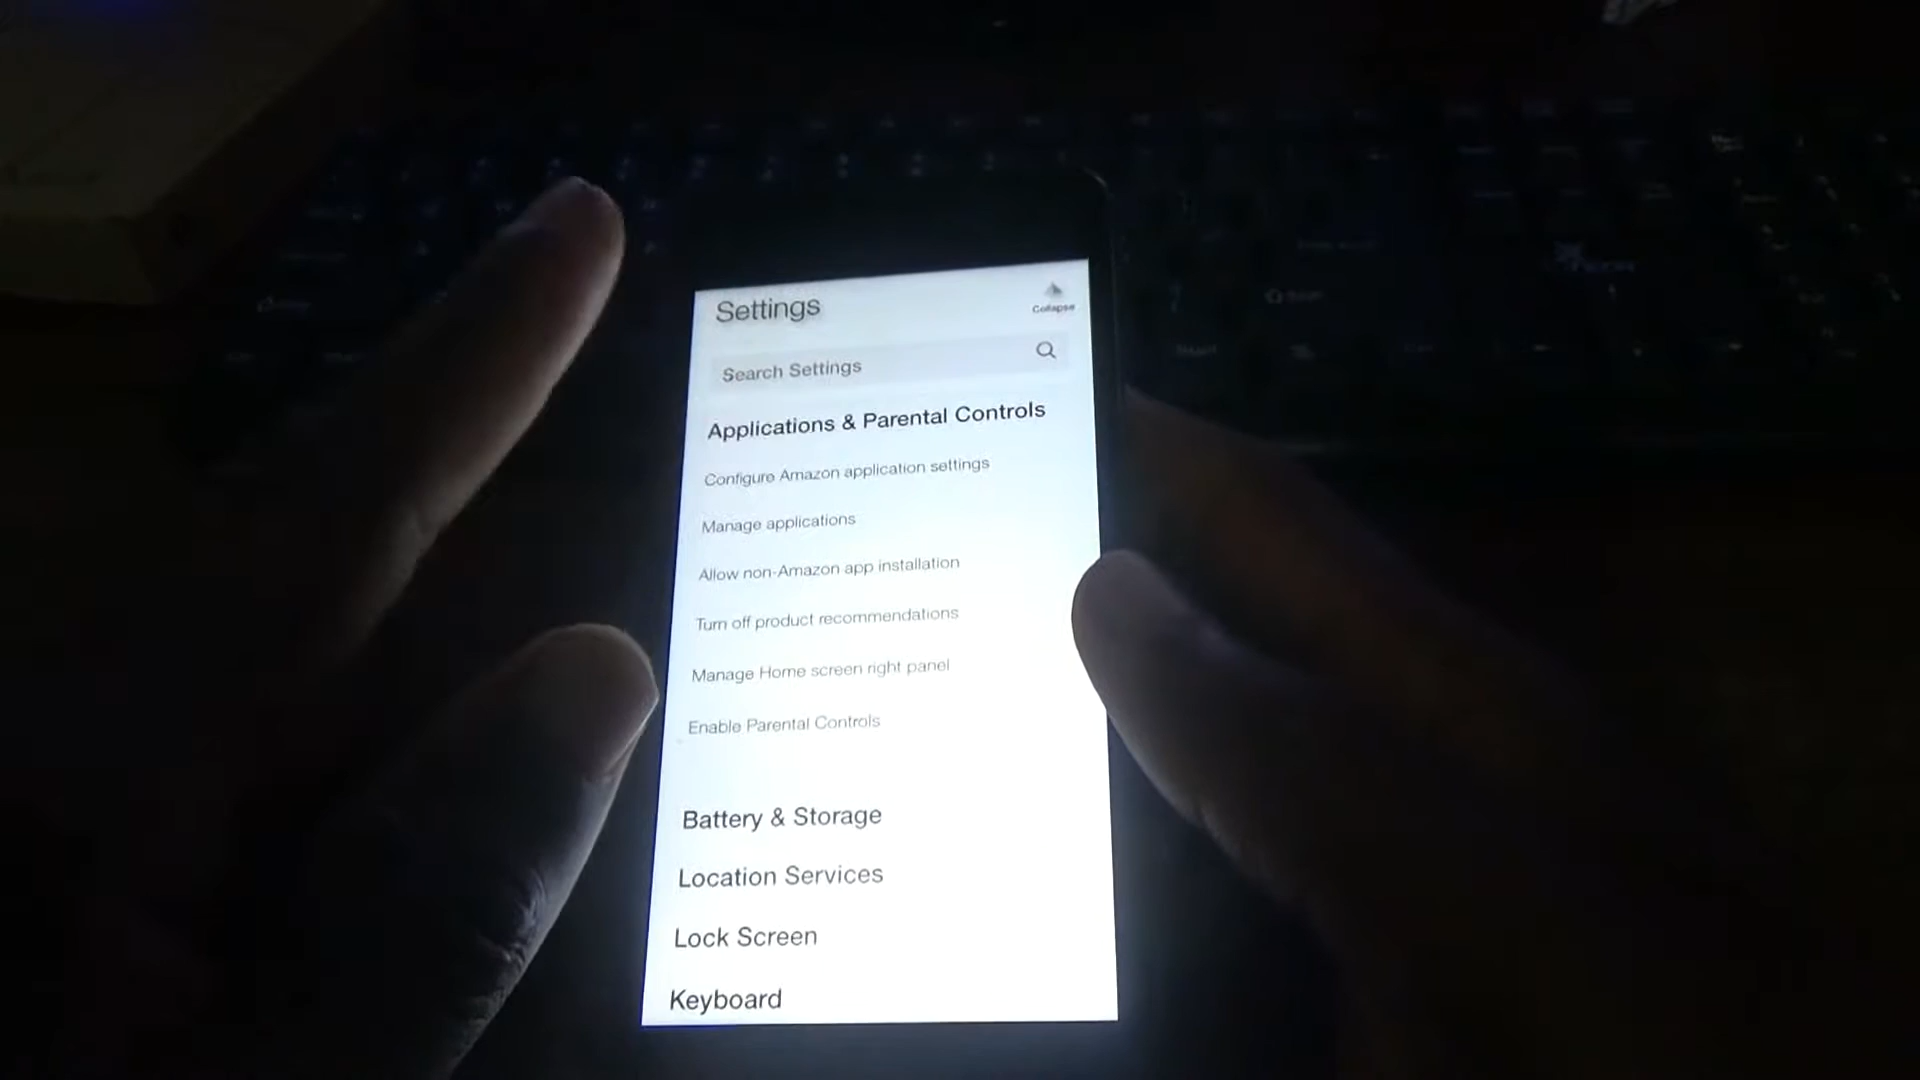 Settings
Collapse
Search Settings
Applications & Parental Controls
Configure Amazon application settings
Manage applications
Allow non-Amazon app installation
Turn off product recommendations
Manage Home screen right panel
Enable Parental Controls
Battery & Storage
Location Services
Lock Screen
Keyboard